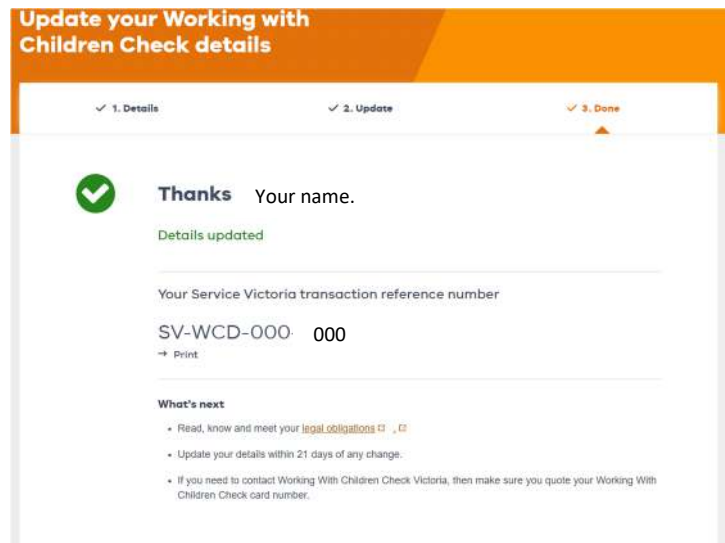 Update your Working with
Children Check details
1. Details
2. Update
3. Done
Thanks Your name.
Details updated
Your Service Victoria transaction reference number
SV-WCD-000- 000
→ Print
What's next
• Read, know and meet your legal obligations ,
• Update your details within 21 days of any change.
• If you need to contact Working With Children Check Victoria, then make sure you quote your Working With
Children Check card number.